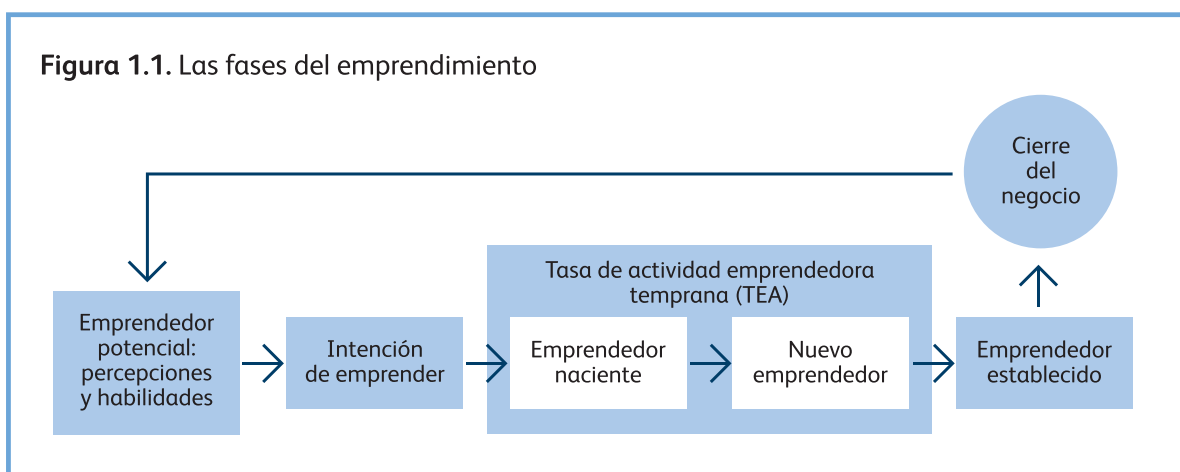 Figura 1.1. Las fases del emprendimiento
Cierre
del
negocio
Tasa de actividad emprendedora
temprana (TEA)
Emprendedor
potencial:
percepciones
y habilidades
Intención
de emprender
Emprendedor
naciente
Nuevo
emprendedor
Emprendedor
establecido